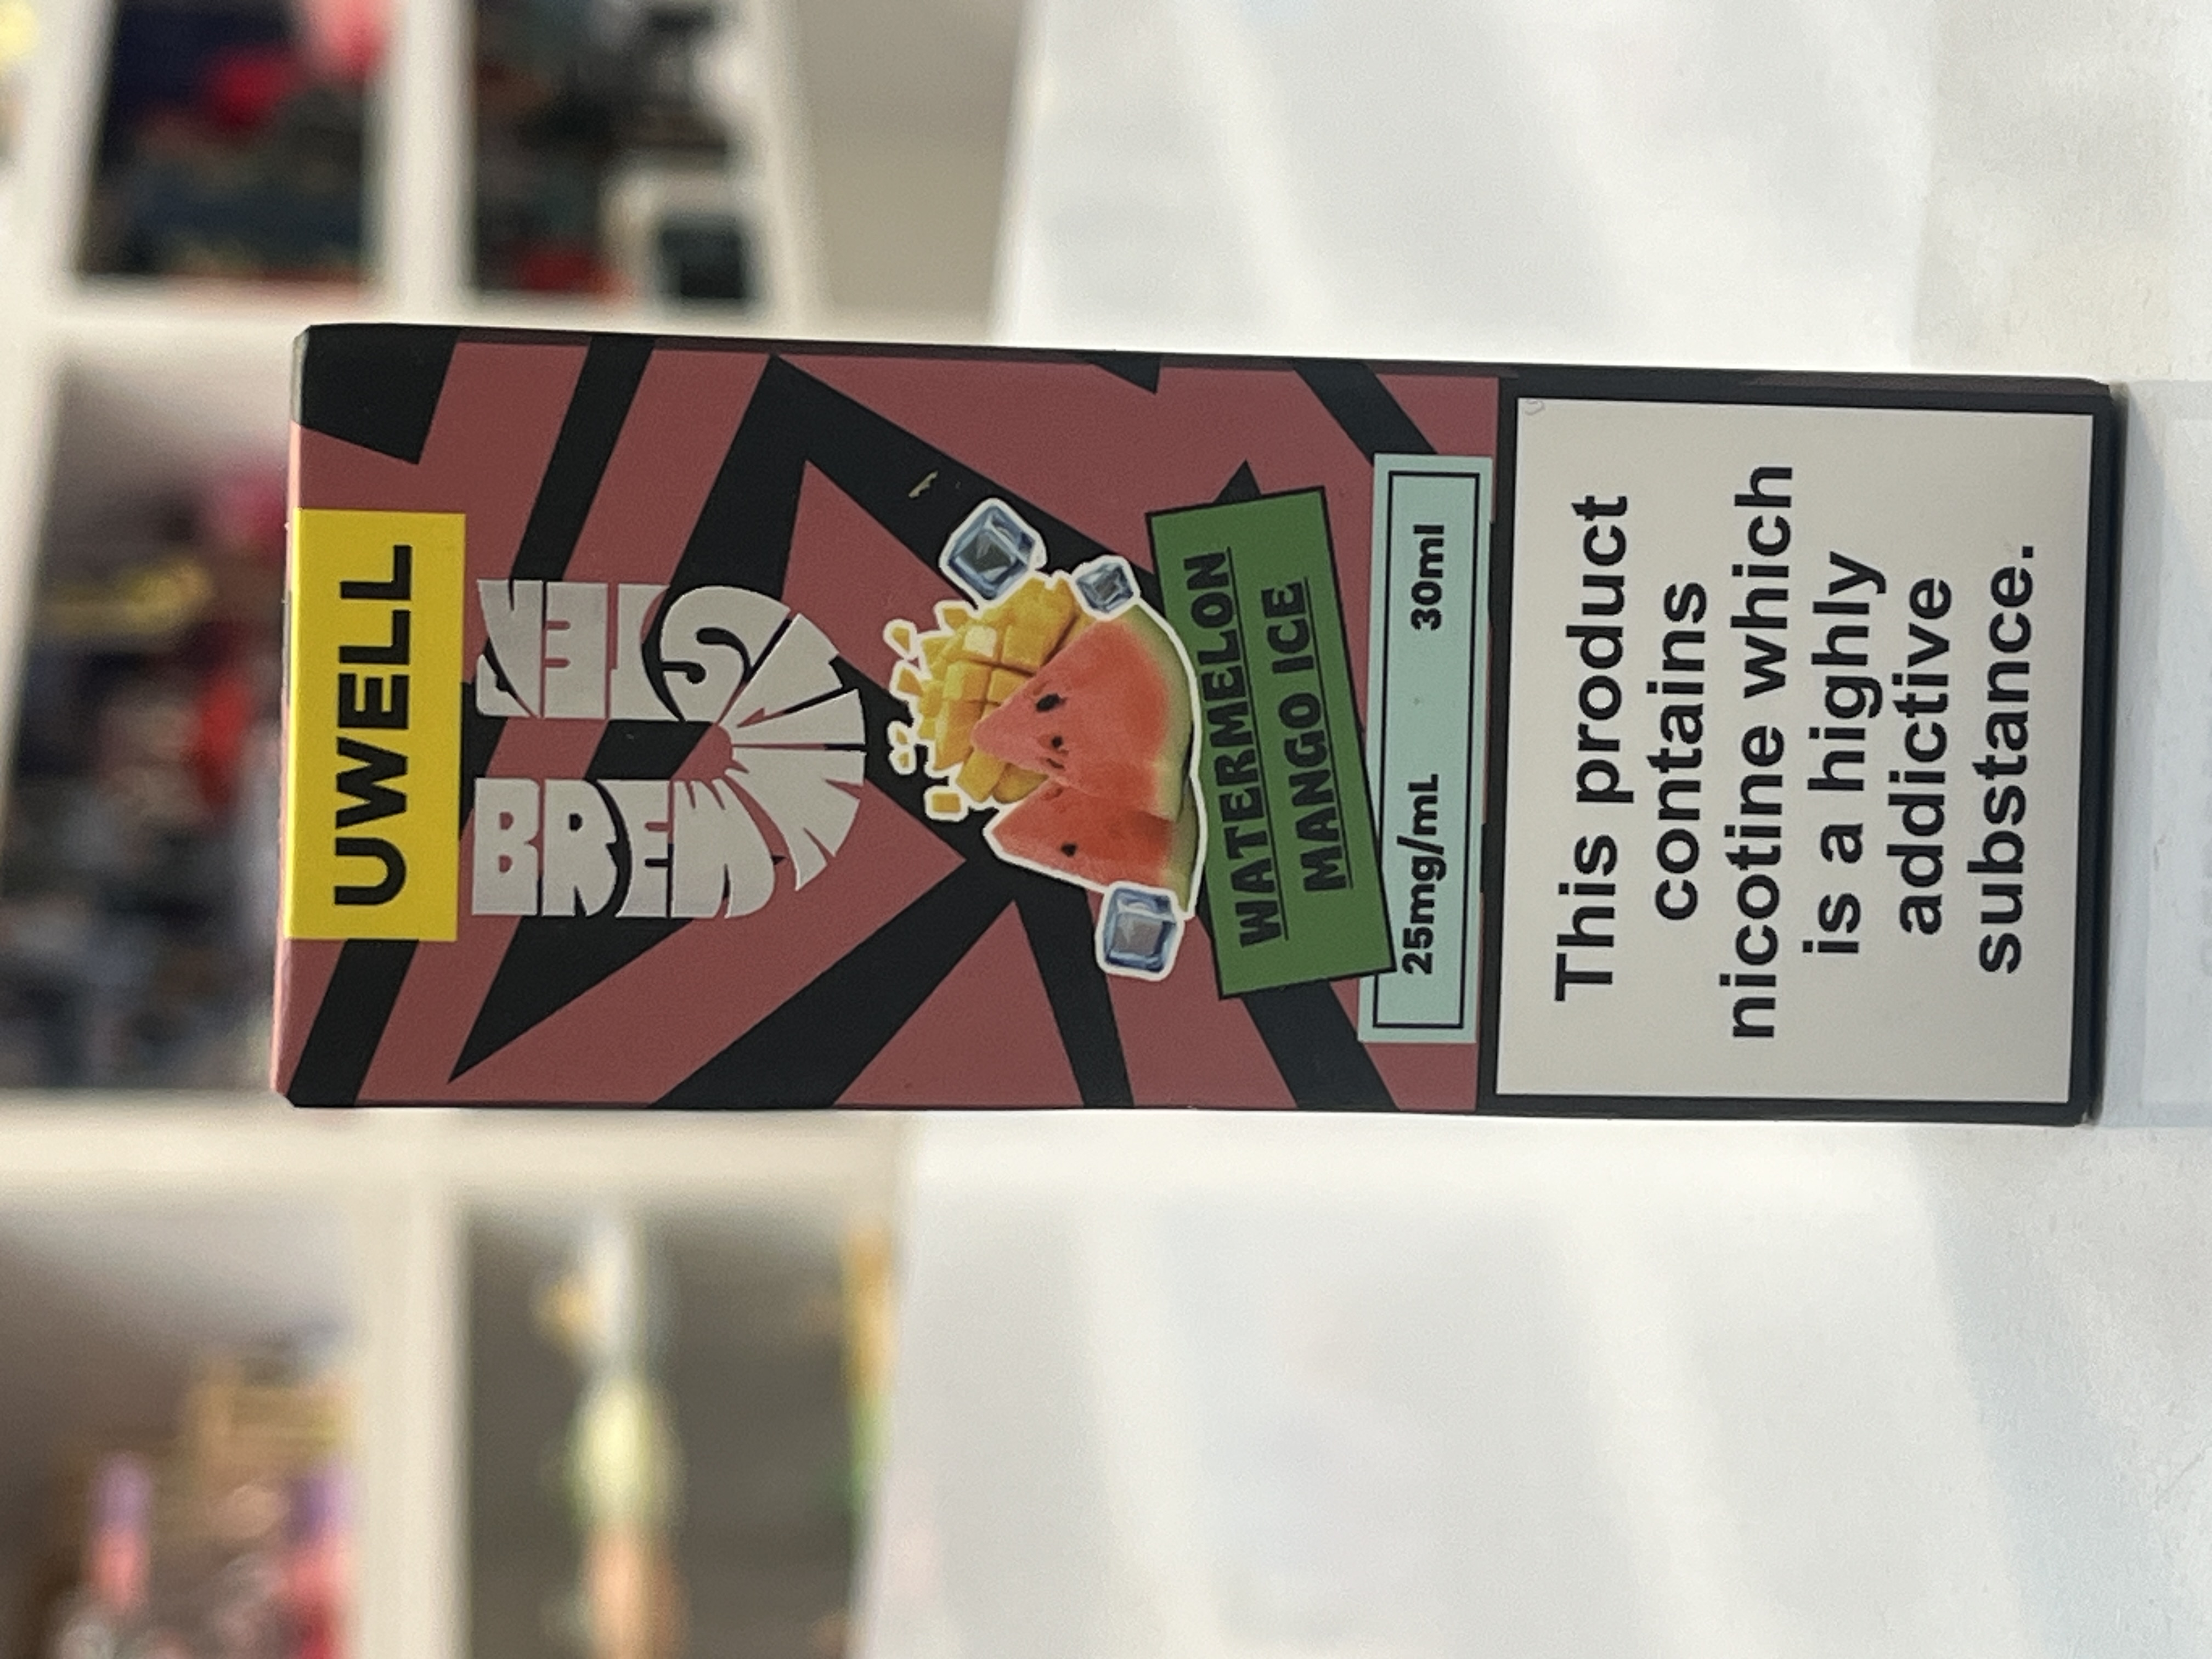 UWELL
BREW
WATERMELON
MANGO ICE
25mg/mL 30ml
This product
contains
nicotine which
is a highly
addictive
substance.